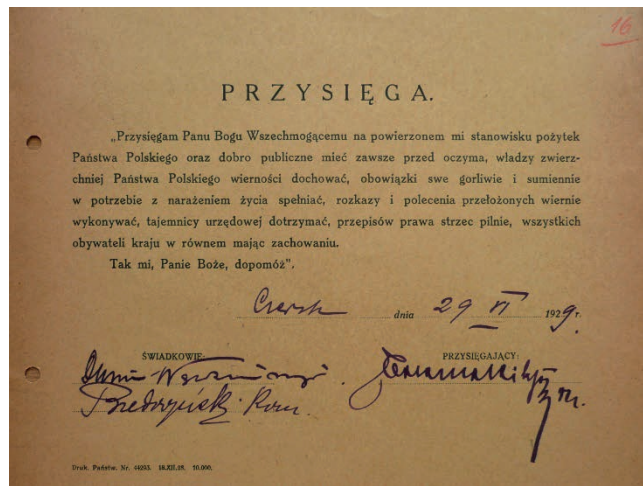 16
PRZYSIĘGA.
„Przysięgam Panu Bogu Wszechmogącemu na powierzonem mi stanowisku pożytek
Państwa Polskiego oraz dobro publiczne mieć zawsze przed oczyma, władzy zwierz-
chniej Państwa Polskiego wierności dochować, obowiązki swe gorliwie i sumiennie
w potrzebie z narażeniem życia spełniać, rozkazy i polecenia przełożonych wiernie
wykonywać, tajemnicy urzędowej dotrzymać, przepisów prawa strzec pilnie, wszystkich
obywateli kraju w równem mając zachowaniu.
Tak mi, Panie Boże, dopomóż".
Czersk dnia 29 VI 1929 r.
ŚWIADKOWIE: PRZYSIĘGAJĄCY:
Druk. Państw. Nr. 44293. 18.XII.28. 10.000.